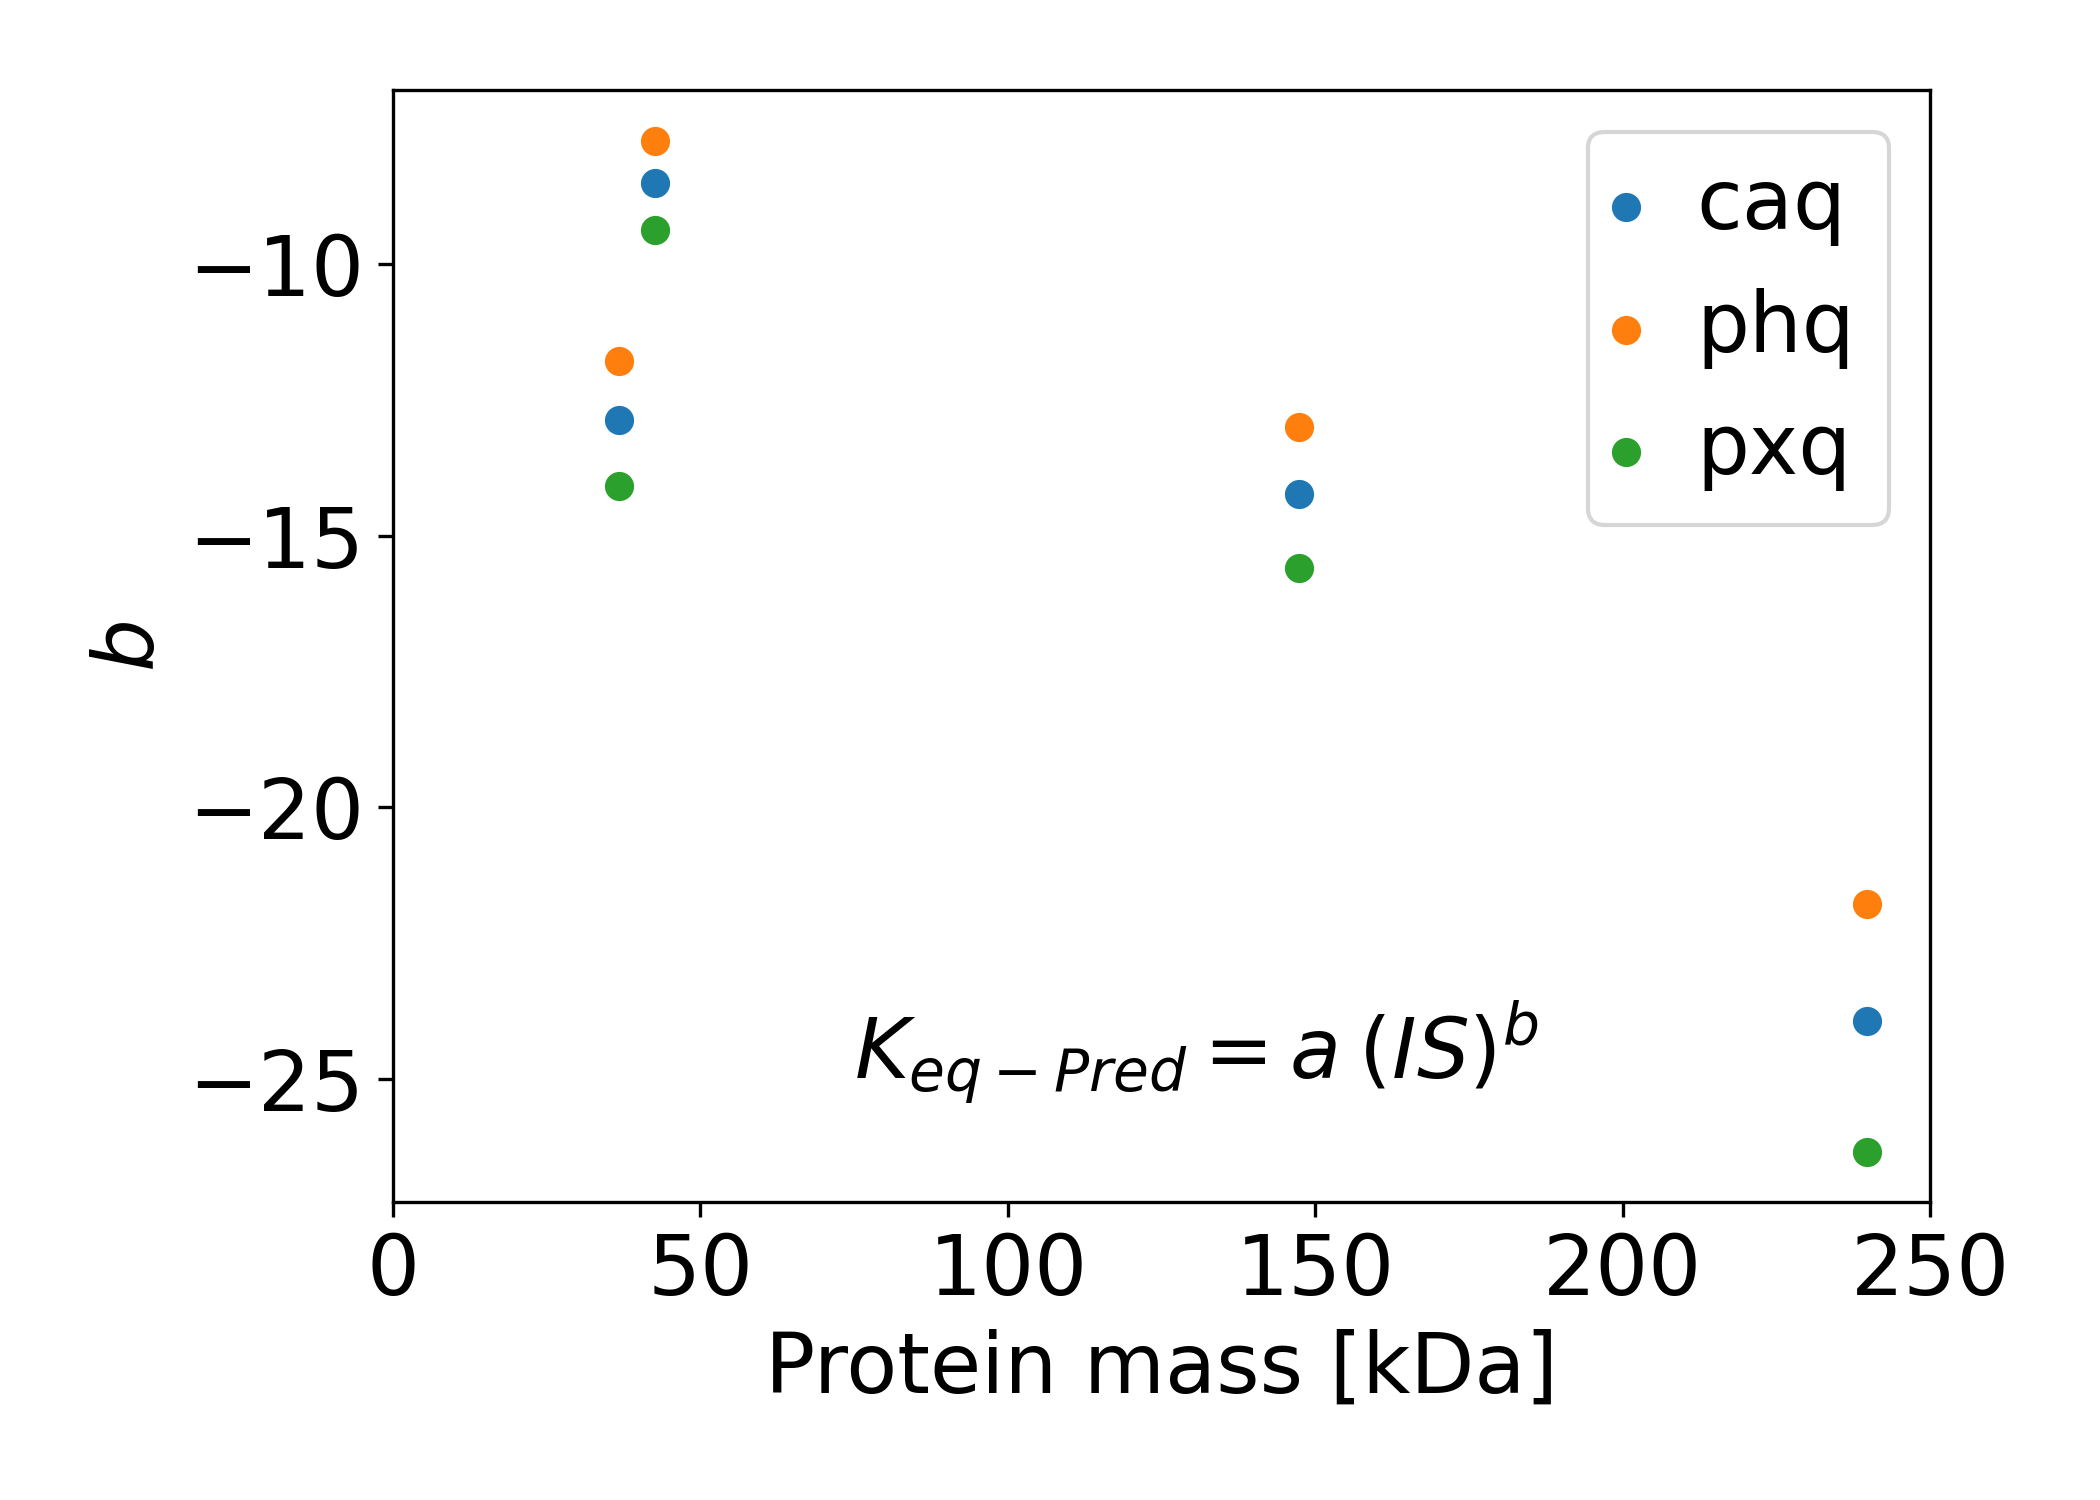 caq
phq
pxq
−10
−15
−20
−25
b
K_{eq−Pred} = a (IS)^b
0 50 100 150 200 250
Protein mass [kDa]